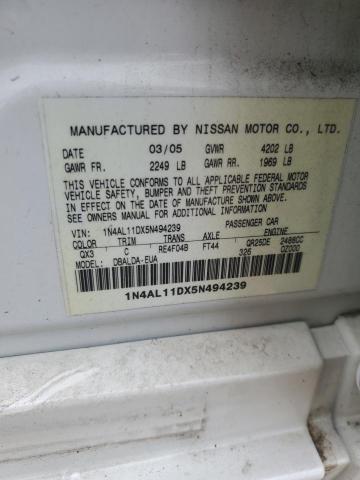 MANUFACTURED BY NISSAN MOTOR CO., LTD.
DATE 03/05 GVWR 4202 LB
GAWR FR. 2249 LB GAWR RR. 1969 LB
THIS VEHICLE CONFORMS TO ALL APPLICABLE FEDERAL MOTOR
VEHICLE SAFETY, BUMPER AND THEFT PREVENTION STANDARDS
IN EFFECT ON THE DATE OF MANUFACTURE SHOWN ABOVE.
SEE OWNERS MANUAL FOR ADDITIONAL INFORMATION
VIN: 1N4AL11DX5N494239 PASSENGER CAR
COLOR TRIM TRANS AXLE ENGINE
QX3 C RE4F04B FT44 QR25DE 2488CC
MODEL: DBALDA-EUA 326 OZ000
1N4AL11DX5N494239